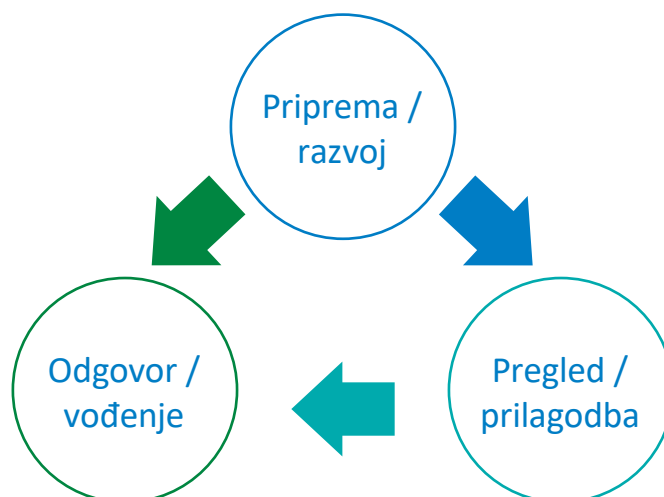 Priprema /
razvoj
Odgovor /
vođenje
Pregled /
prilagodba